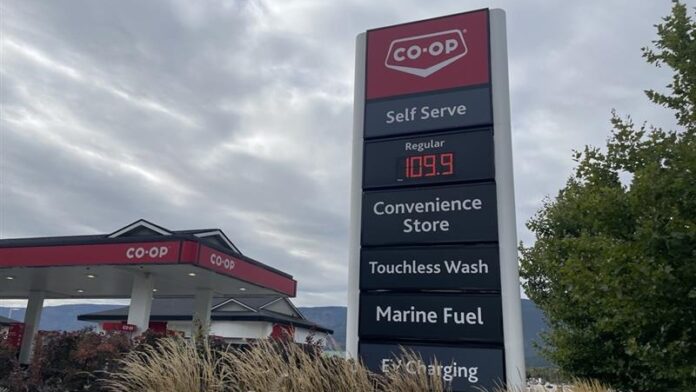 CO-OP
Self Serve
Regular
109.9
Convenience
Store
Touchless Wash
Marine Fuel
EV Charging
CO-OP
CO-OP